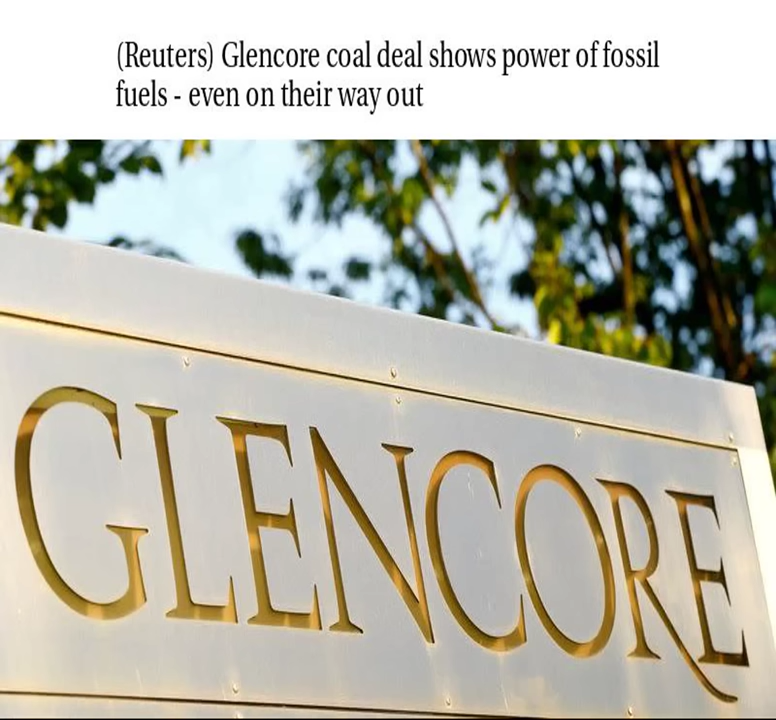 (Reuters) Glencore coal deal shows power of fossil
fuels - even on their way out
GLENCORE